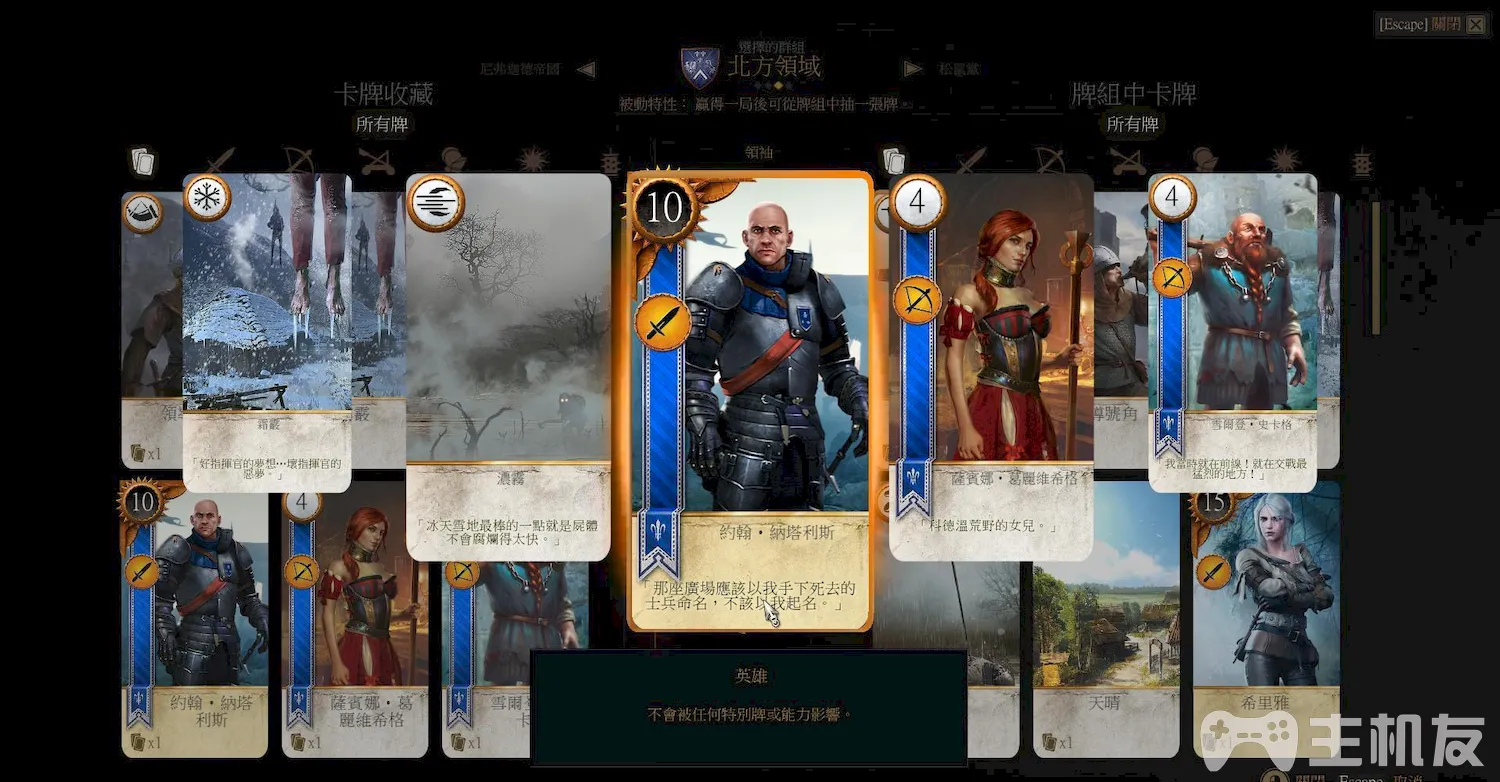 [Escape] 關閉
選擇的群組
尼弗迦德帝國
北方領域
松鼠黨
被動特性： 贏得一局後可從牌組中抽一張牌。
卡牌收藏
所有牌
牌組中卡牌
所有牌
領袖
10
4
4
霜霰
「好指揮官的夢想…壞指揮官的
惡夢。」
濃霧
「冰天雪地最棒的一點就是屍體
不會腐爛得太快。」
約翰・納塔利斯
「那座廣場應該以我手下死去的
士兵命名，不該以我起名。」
薩賓娜・葛麗維希格
「科德溫荒野的女兒。」
雪爾登・史卡格
「我當時就在前線！就在交戰最
猛烈的地方！」
號角
x1
10
4
15
約翰・納塔
利斯
x1
薩賓娜・葛
麗維希格
x1
雪爾
x1
天晴
x1
希里雅
英雄
不會被任何特別牌或能力影響。
主机友
Escape